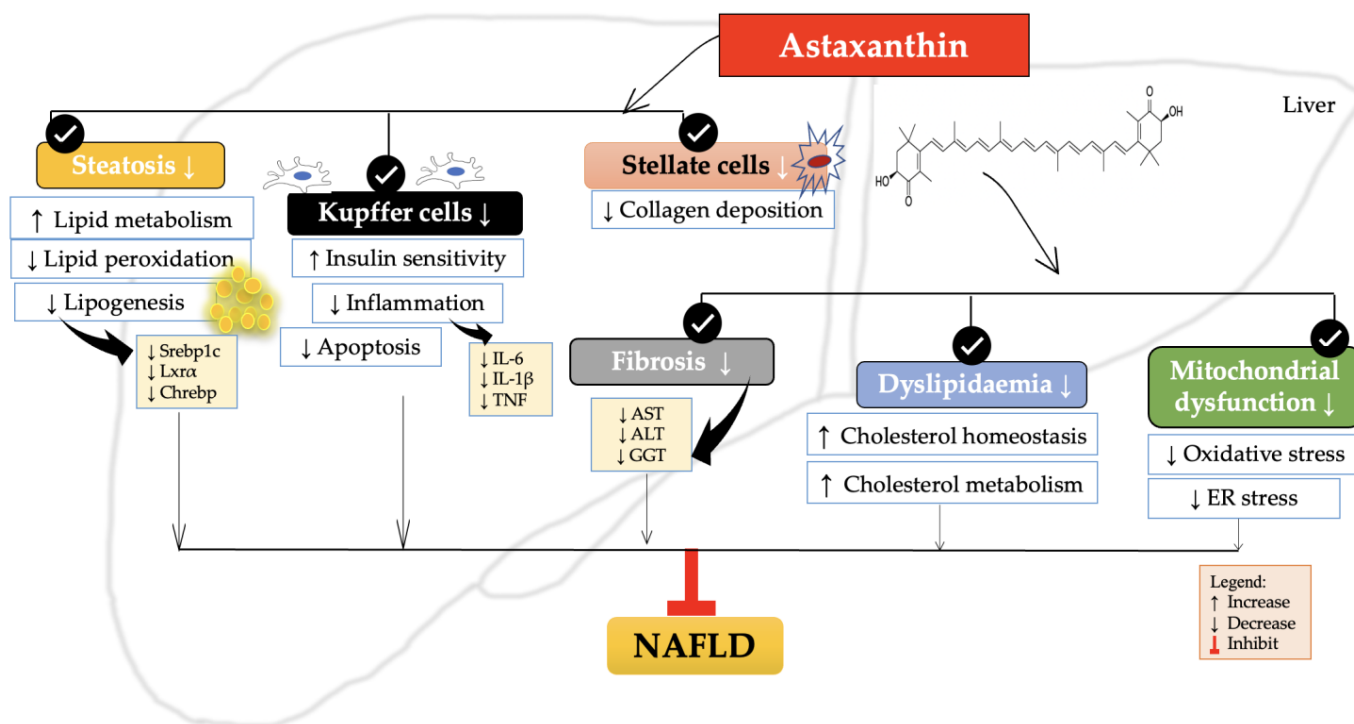 Astaxanthin
Liver
O
OH
HO
O
Steatosis ↓
↑ Lipid metabolism
↓ Lipid peroxidation
↓ Lipogenesis
↓ Srebp1c
↓ Lxrα
↓ Chrebp
Kupffer cells ↓
↑ Insulin sensitivity
↓ Inflammation
↓ Apoptosis
↓ IL-6
↓ IL-1β
↓ TNF
Stellate cells ↓
↓ Collagen deposition
Fibrosis ↓
↓ AST
↓ ALT
↓ GGT
Dyslipidaemia ↓
↑ Cholesterol homeostasis
↑ Cholesterol metabolism
Mitochondrial
dysfunction ↓
↓ Oxidative stress
↓ ER stress
NAFLD
Legend:
↑ Increase
↓ Decrease
Inhibit